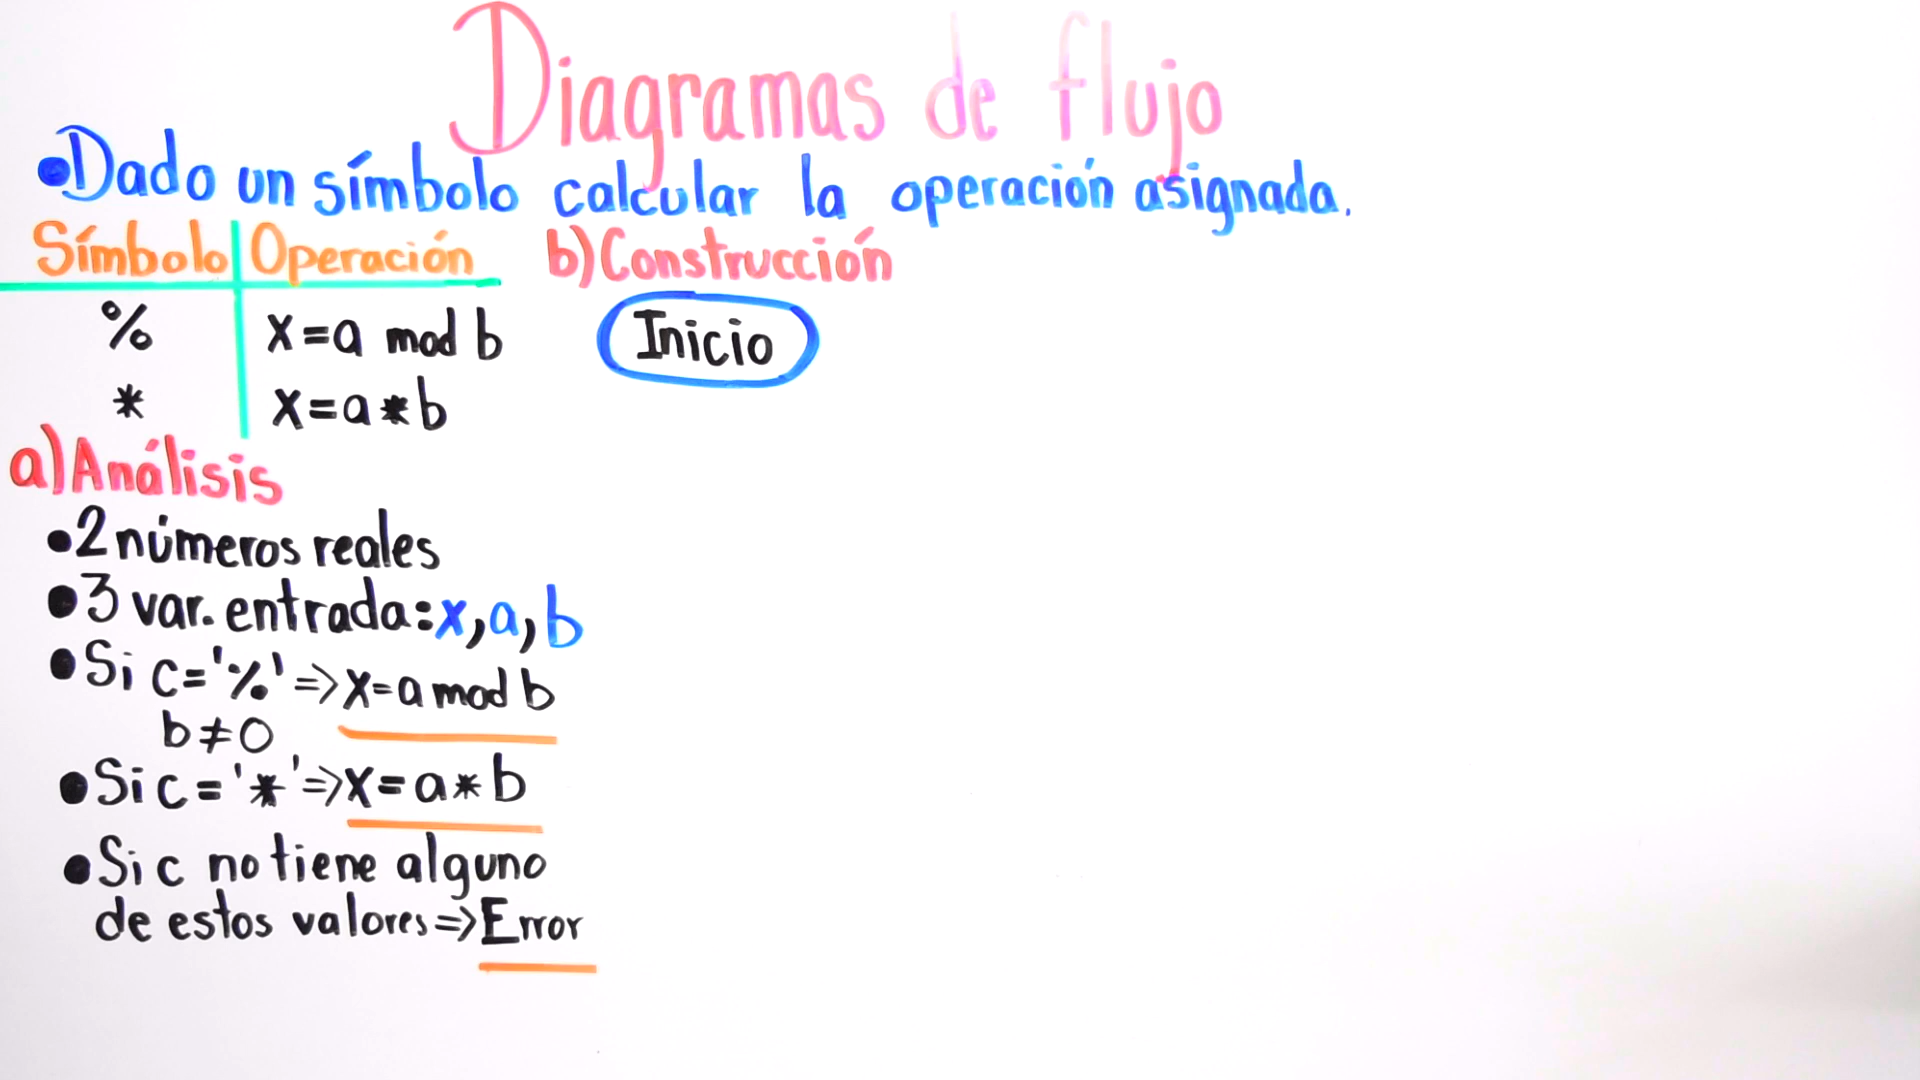 Diagramas de flujo
•Dado un símbolo calcular la operación asignada.
Símbolo Operación
% x=a mod b
* x=a*b
a)Análisis
•2 números reales
•3 var. entrada:x,a,b
•Si c='%'=>x=a mod b
b≠0
•Si c='*'=>x=a*b
•Si c no tiene alguno
de estos valores=>Error
b)Construcción
Inicio